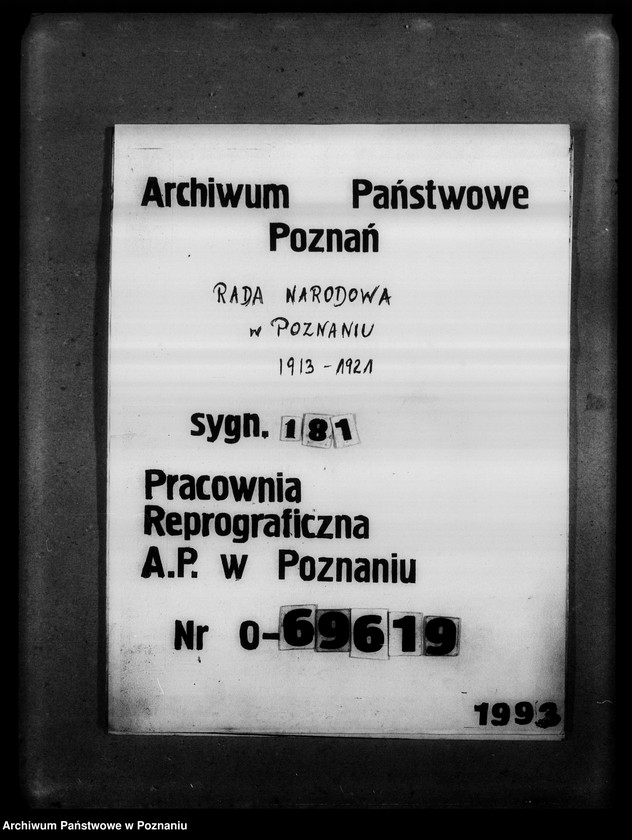 Archiwum Państwowe
Poznań
RADA NARODOWA
w POZNANIU
1913-1921
sygn. 181
Pracownia
Reprograficzna
A.P. w Poznaniu
Nr 0-69619
1993
Archiwum Państwowe w Poznaniu